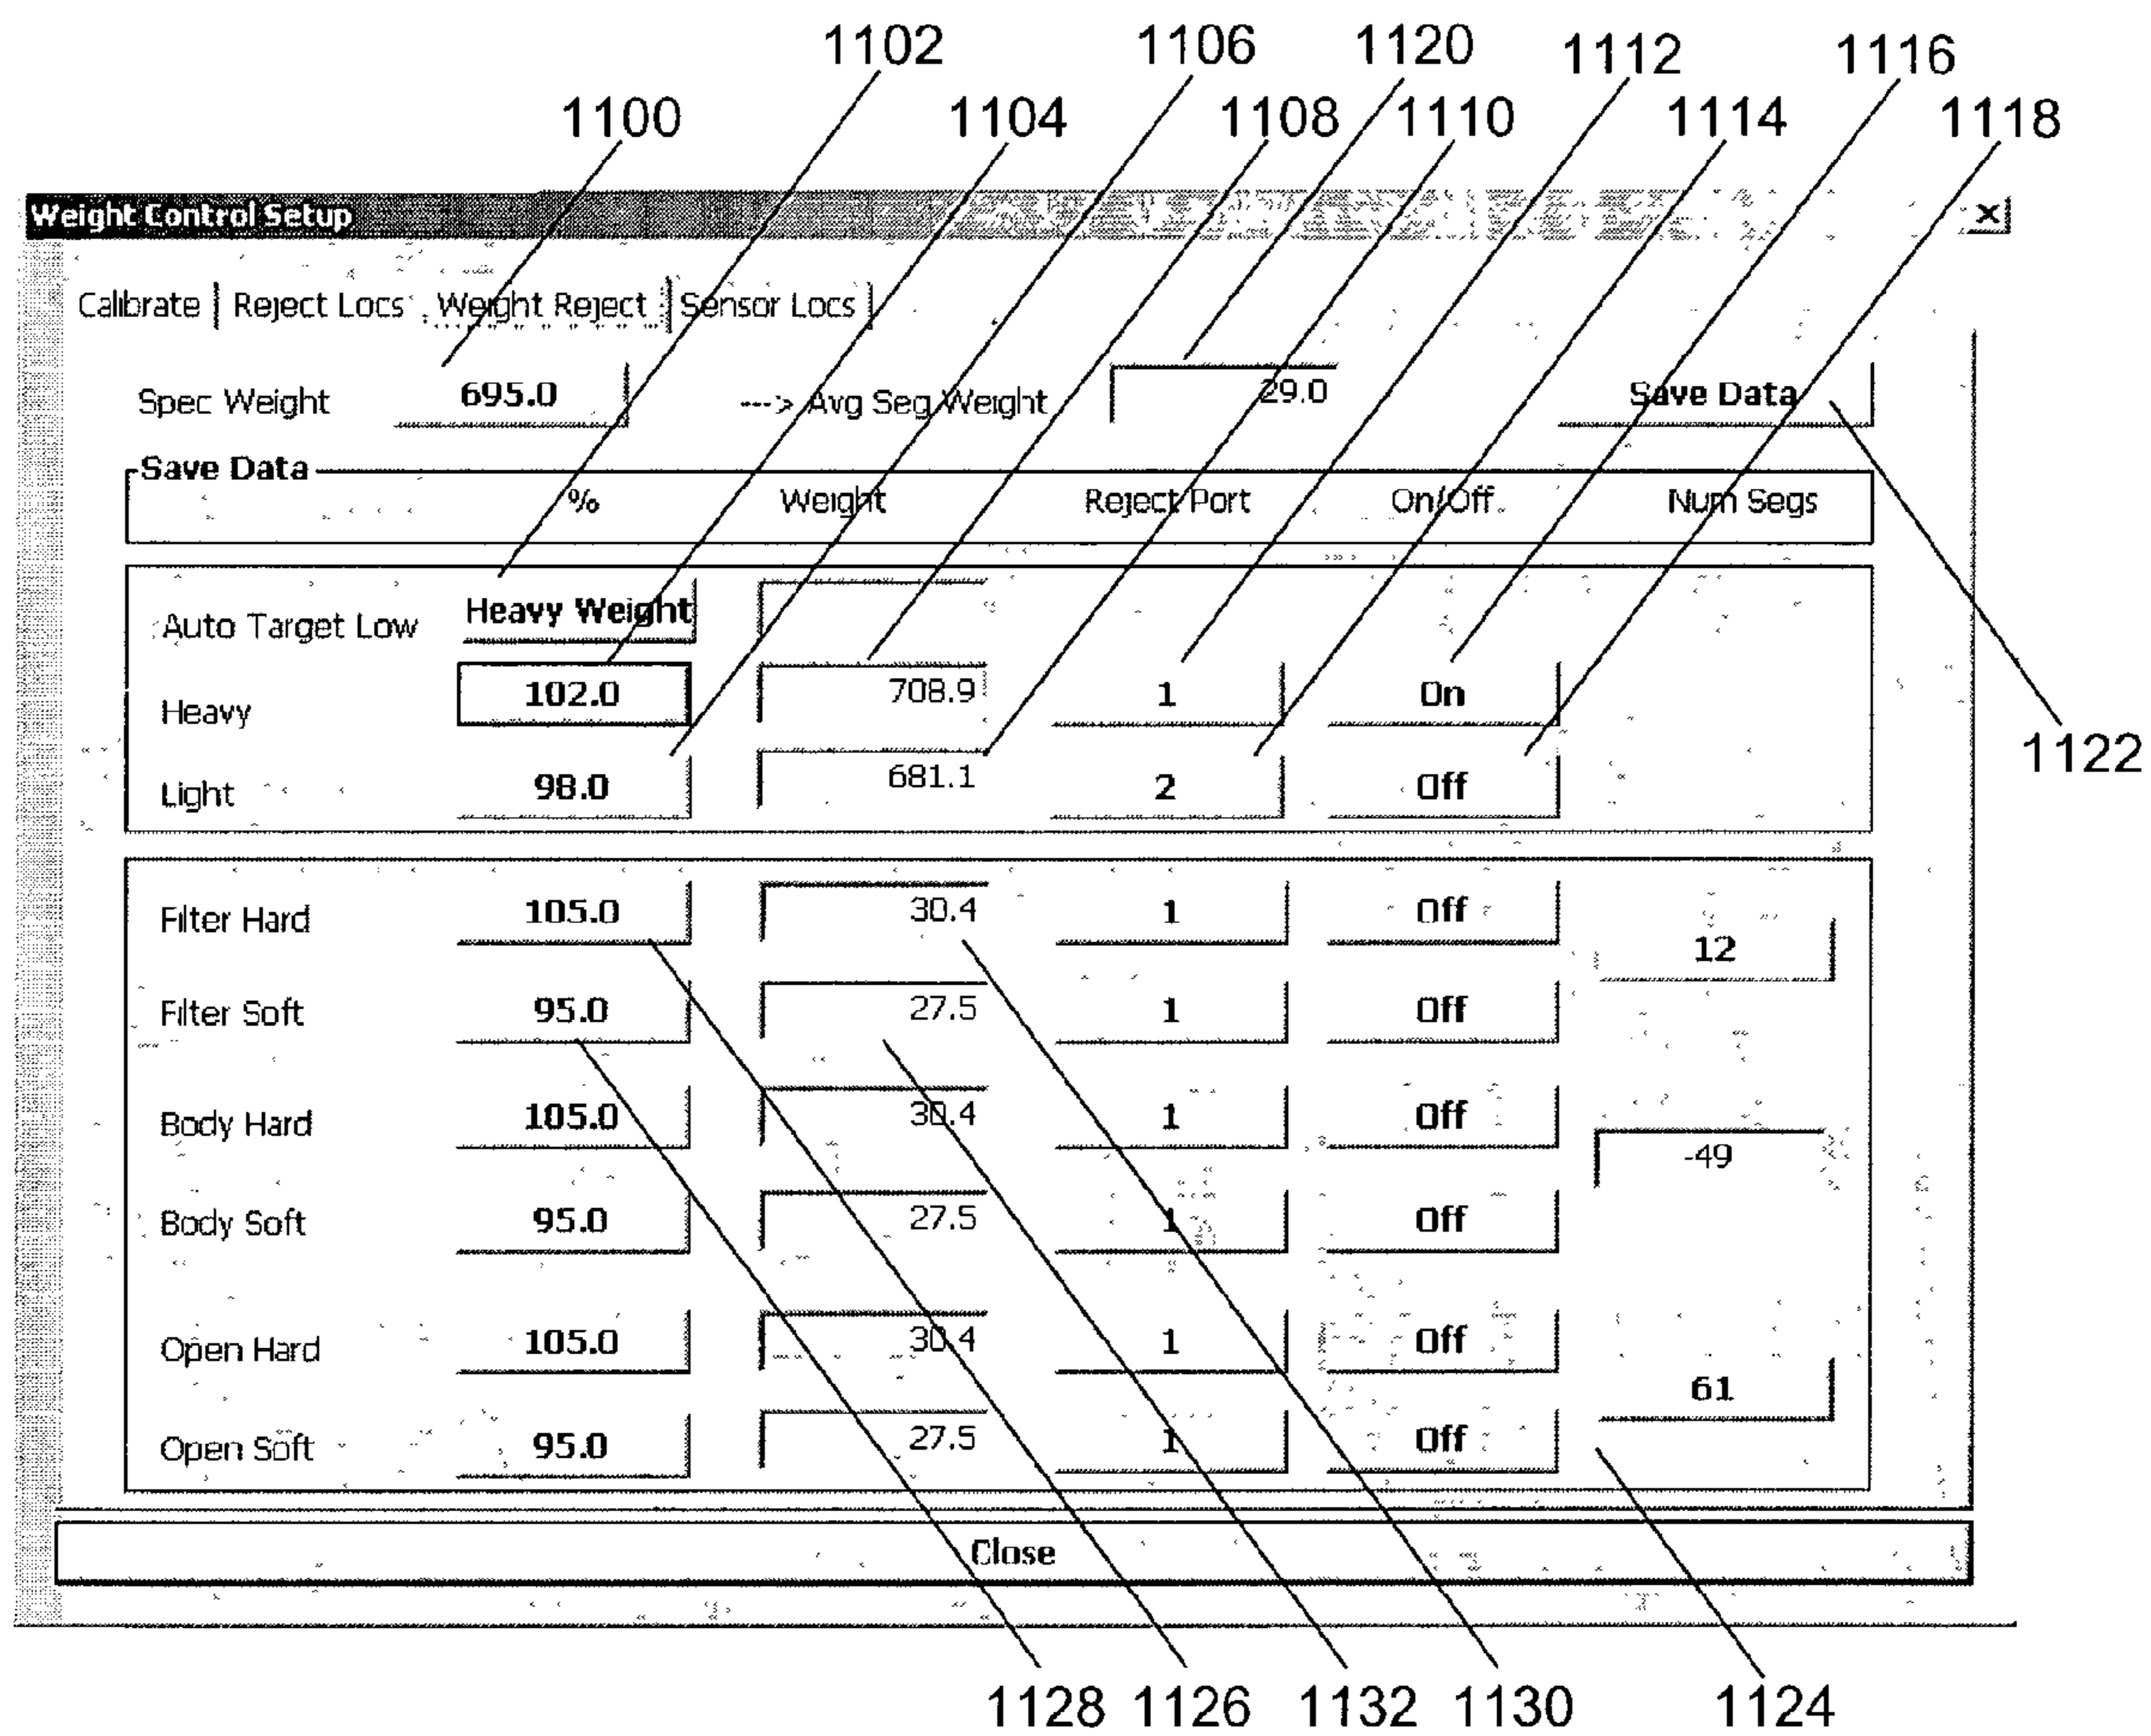 1102 1106 1120 1112 1116
1100 1104 1108 1110 1114 1118
Weight Control Setup X
Calibrate Reject Locs Weight Reject Sensor Locs
Spec Weight 695.0 ---> Avg Seg Weight 29.0 Save Data
Save Data
% Weight Reject Port On/Off Num Segs
Auto Target Low Heavy Weight
Heavy 102.0 708.9 1 On
1122
Light 98.0 681.1 2 Off
Filter Hard 105.0 30.4 1 Off
12
Filter Soft 95.0 27.5 1 Off
Body Hard 105.0 30.4 1 Off
-49
Body Soft 95.0 27.5 1 Off
Open Hard 105.0 30.4 1 Off
61
Open Soft 95.0 27.5 1 Off
Close
1128 1126 1132 1130 1124